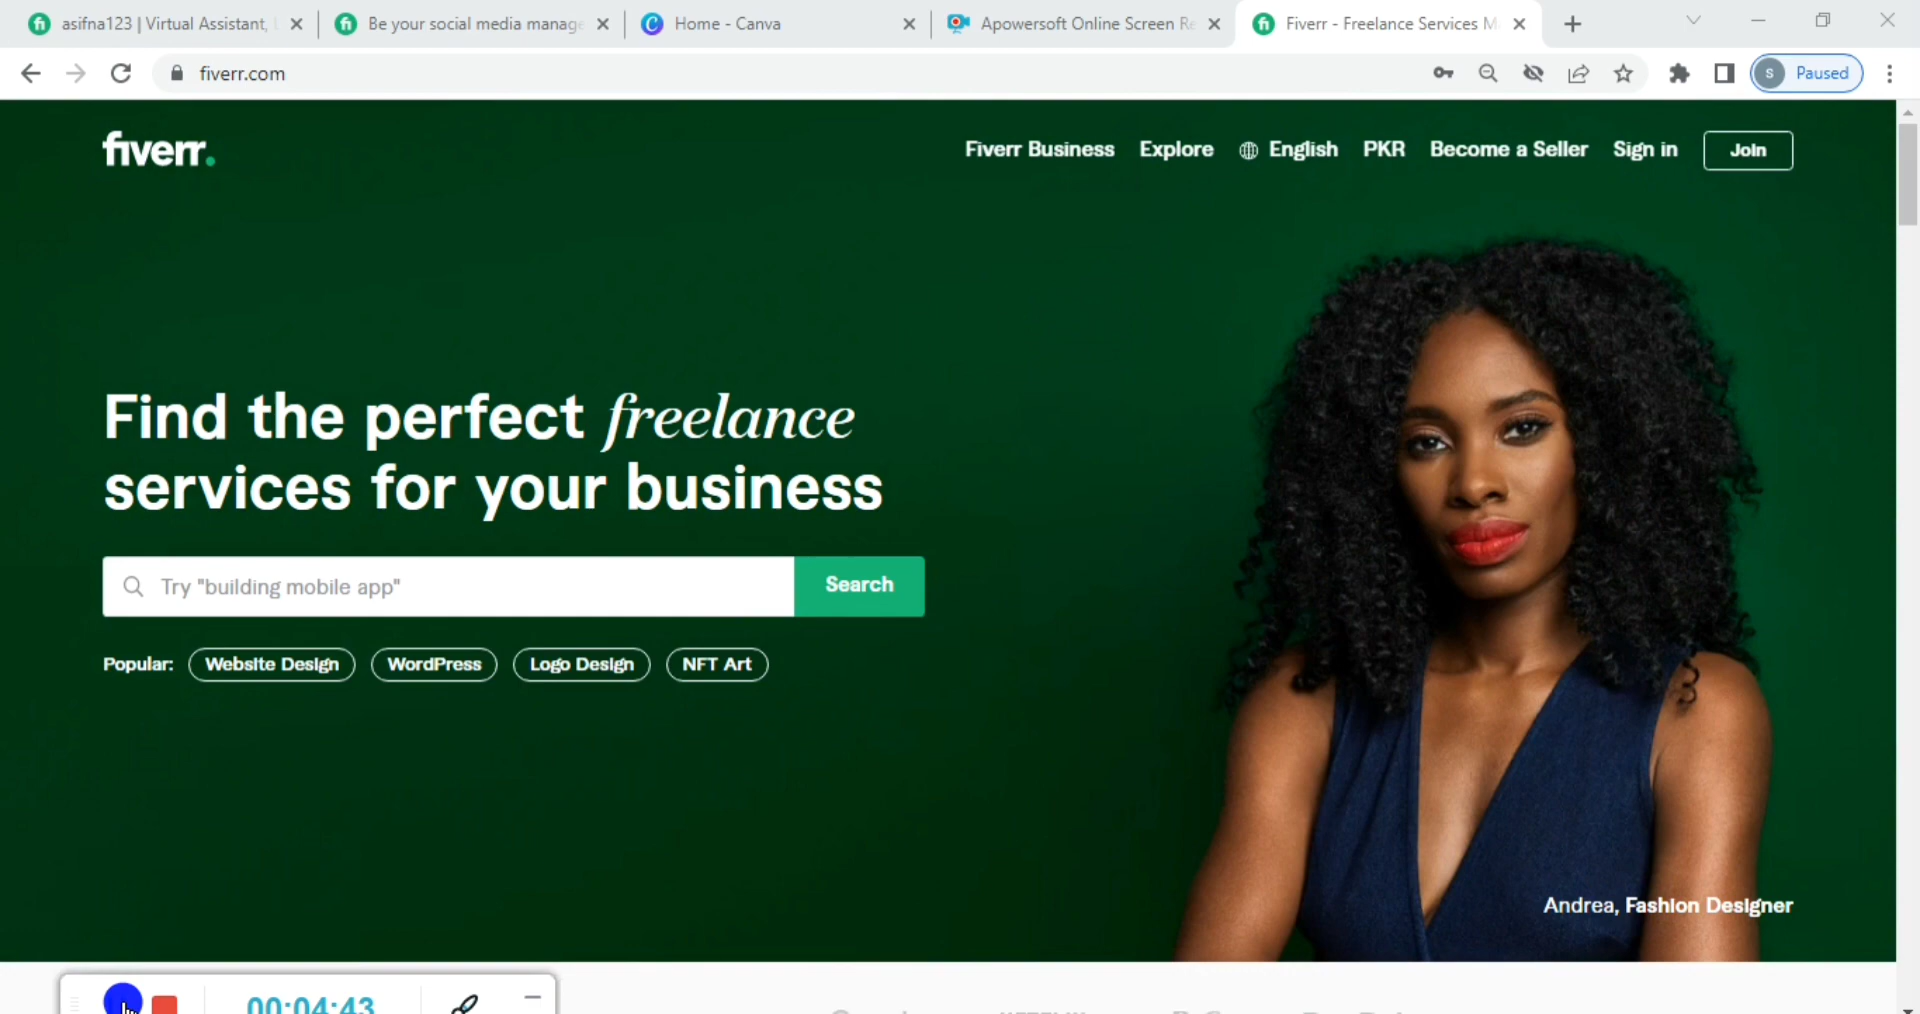 asifna123 | Virtual Assistant,
Be your social media manage
Home - Canva
Apowersoft Online Screen Re
Fiverr - Freelance Services M
fiverr.com
S
Paused
fiverr.
Fiverr Business
Explore
English
PKR
Become a Seller
Sign in
Join
Find the perfect freelance
services for your business
Try "building mobile app"
Search
Popular:
Website Design
WordPress
Logo Design
NFT Art
Andrea, Fashion Designer
00:04:43